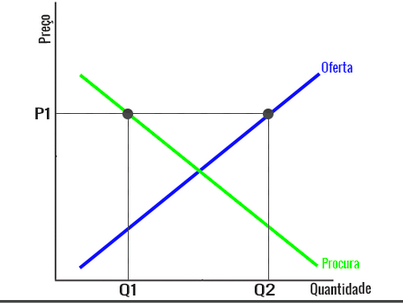 Preço
Oferta
P1
Procura
Q1
Q2
Quantidade